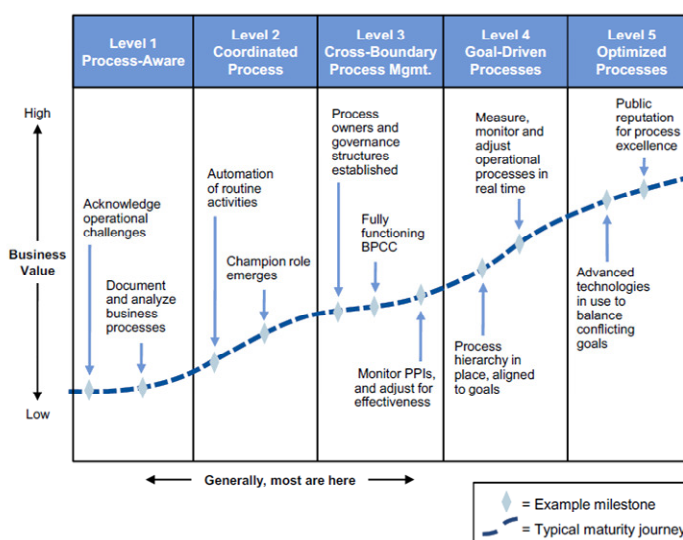 Level 1
Process-Aware
Level 2
Coordinated
Process
Level 3
Cross-Boundary
Process Mgmt.
Level 4
Goal-Driven
Processes
Level 5
Optimized
Processes
High
Business
Value
Low
Acknowledge
operational
challenges
Document
and analyze
business
processes
Automation
of routine
activities
Champion role
emerges
Process
owners and
governance
structures
established
Fully
functioning
BPCC
Monitor PPIs,
and adjust for
effectiveness
Measure,
monitor and
adjust
operational
processes in
real time
Process
hierarchy in
place, aligned
to goals
Public
reputation
for process
excellence
Advanced
technologies
in use to
balance
conflicting
goals
Generally, most are here
= Example milestone
= Typical maturity journey